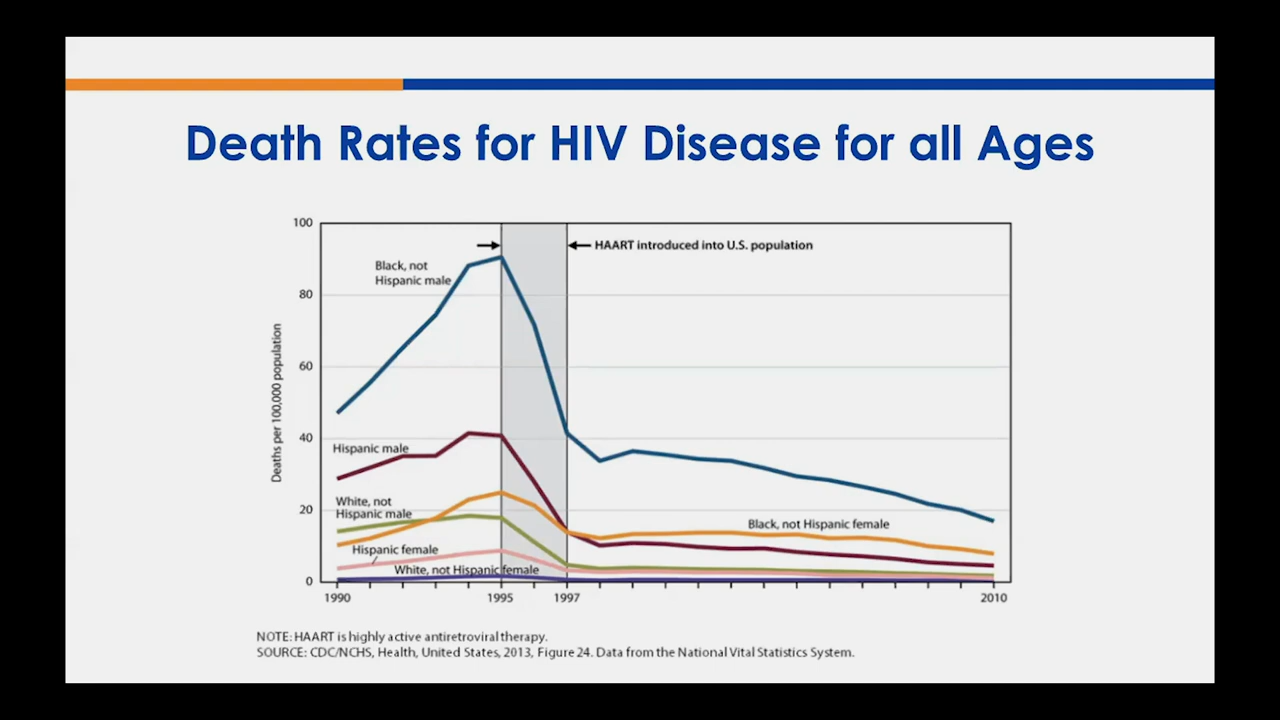 Death Rates for HIV Disease for all Ages
100
80
60
40
20
0
Deaths per 100,000 population
HAART introduced into U.S. population
Black, not
Hispanic male
Hispanic male
White, not
Hispanic male
Hispanic female
White, not Hispanic female
Black, not Hispanic female
1990
1995
1997
2010
NOTE: HAART is highly active antiretroviral therapy.
SOURCE: CDC/NCHS, Health, United States, 2013, Figure 24. Data from the National Vital Statistics System.